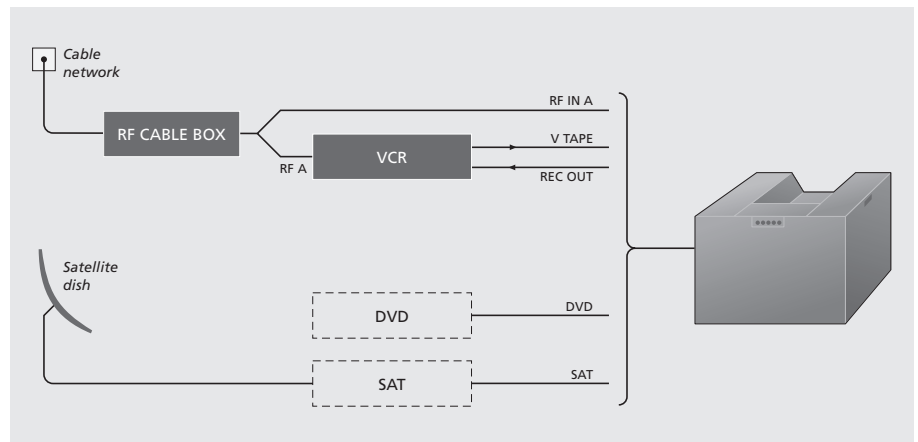 Cable
network
RF CABLE BOX
RF IN A
V TAPE
VCR
RF A
REC OUT
Satellite
dish
DVD
DVD
SAT
SAT